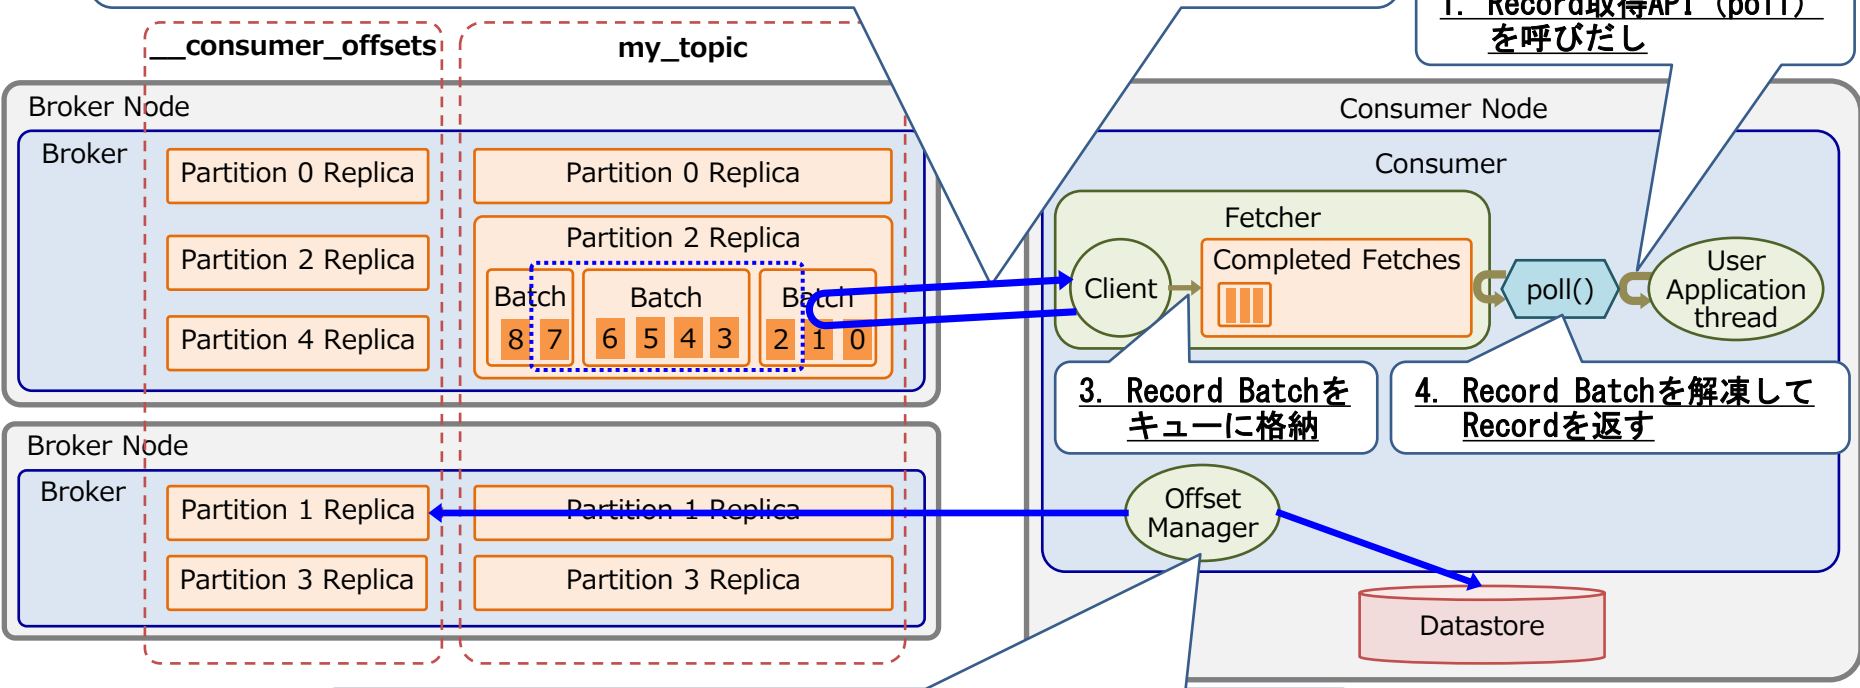 1. Record取得API (poll)
を呼びだし
__consumer_offsets
my_topic
Broker Node
Broker
Partition 0 Replica
Partition 2 Replica
Partition 4 Replica
Partition 0 Replica
Partition 2 Replica
Batch
8 7
Batch
6 5 4 3
Batch
2 1 0
Broker Node
Broker
Partition 1 Replica
Partition 3 Replica
Partition 1 Replica
Partition 3 Replica
Consumer Node
Consumer
Fetcher
Client
Completed Fetches
poll()
User
Application
thread
3. Record Batchを
キューに格納
4. Record Batchを解凍して
Recordを返す
Offset
Manager
Datastore